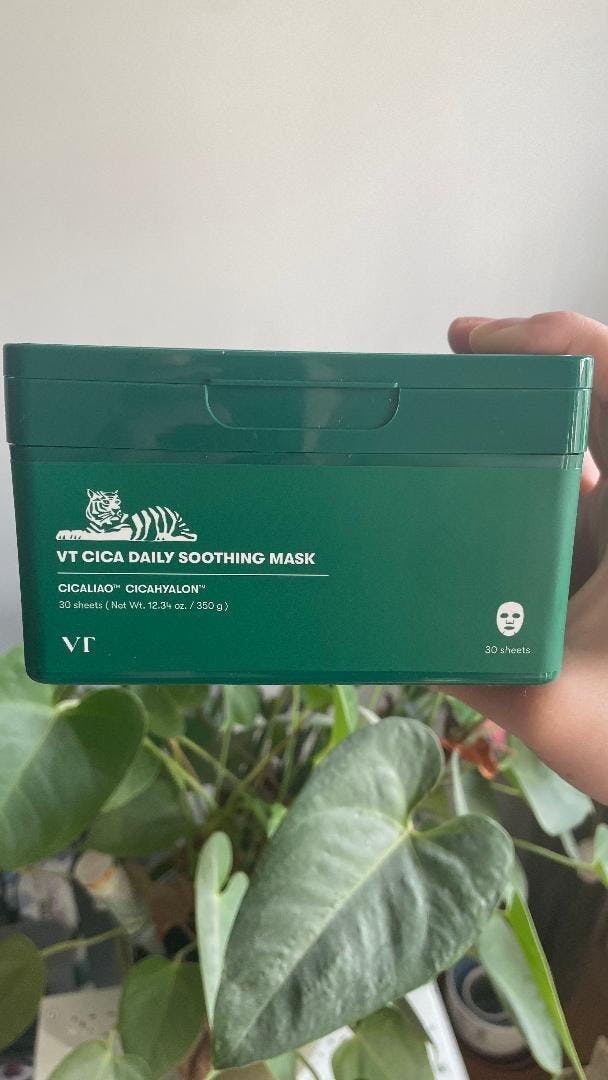 VT CICA DAILY SOOTHING MASK
CICALIAO™ CICAHYALON™
30 sheets ( Net Wt. 12.34 oz. / 350 g )
VT
30 sheets